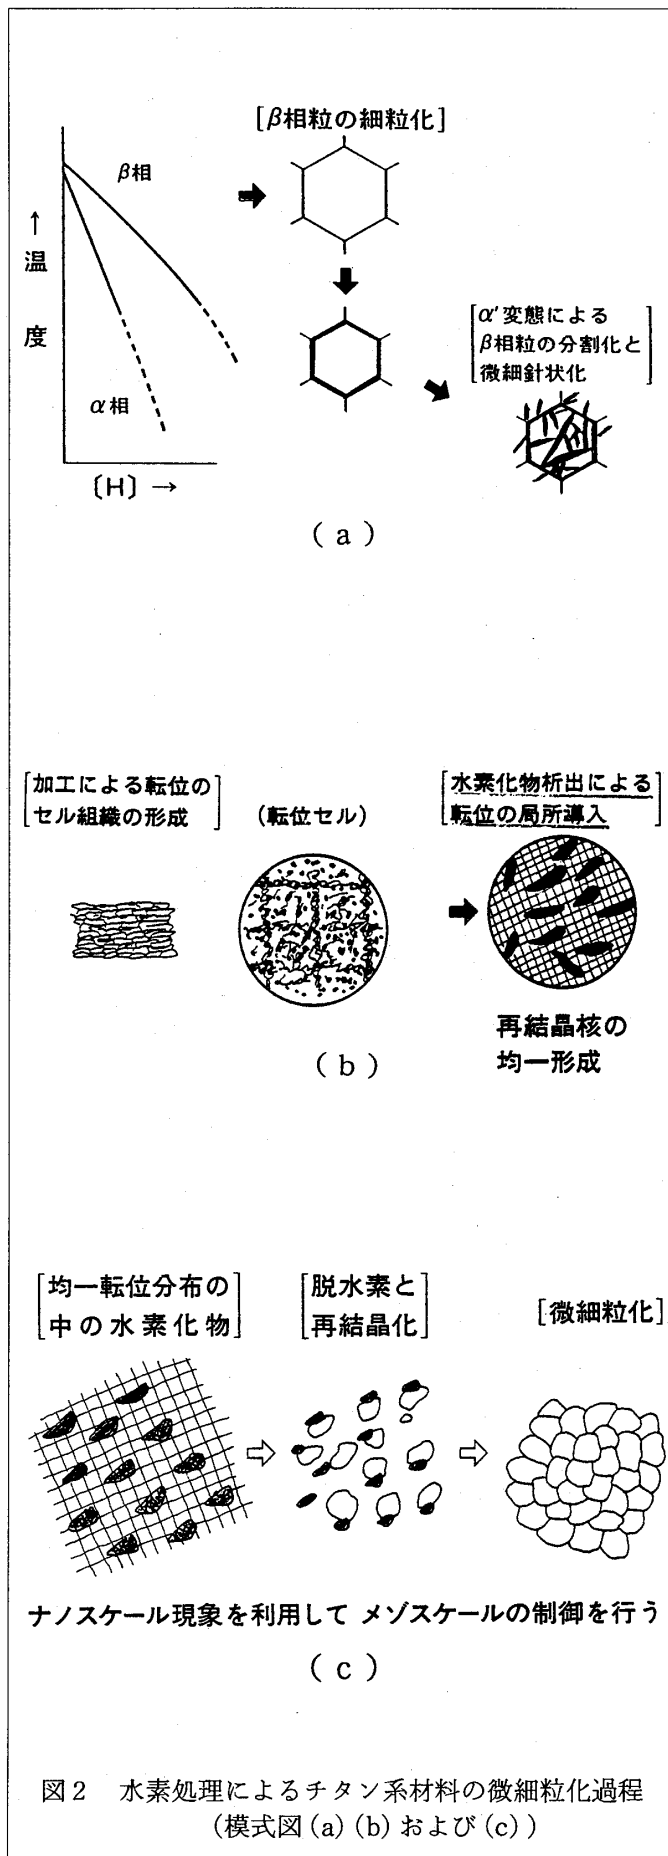 [β相粒の細粒化]
β相
↑
温
度
α相
〔H〕 →
[α′変態による
β相粒の分割化と
微細針状化]
(a)
[加工による転位の
セル組織の形成]
(転位セル)
[水素化物析出による
転位の局所導入]
再結晶核の
均一形成
(b)
[均一転位分布の
中の水素化物]
[脱水素と
再結晶化]
[微細粒化]
ナノスケール現象を利用して メゾスケールの制御を行う
(c)
図2 水素処理によるチタン系材料の微細粒化過程
(模式図(a)(b)および(c))